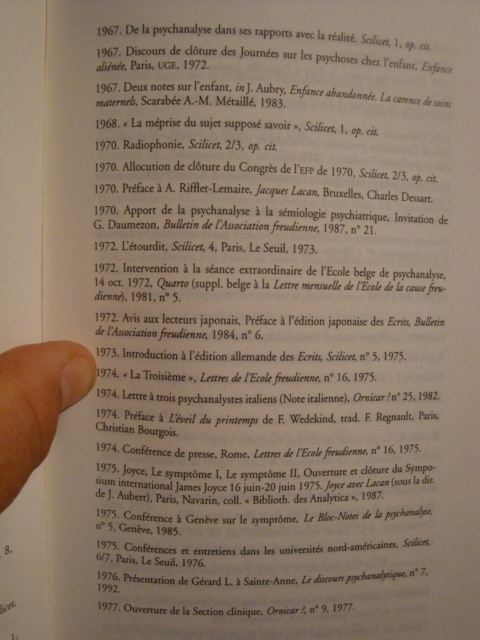 1967. De la psychanalyse dans ses rapports avec la réalité. Scilicet, 1, op. cit.
1967. Discours de clôture des Journées sur les psychoses chez l'enfant, Enfance
aliénée, Paris, UGE, 1972.
1967. Deux notes sur l'enfant, in J. Aubry, Enfance abandonnée. La carence de soins
maternels, Scarabée A.-M. Métaillé, 1983.
1968. « La méprise du sujet supposé savoir », Scilicet, 1, op. cit.
1970. Radiophonie, Scilicet, 2/3, op. cit.
1970. Allocution de clôture du Congrès de l'EFP de 1970, Scilicet, 2/3, op. cit.
1970. Préface à A. Rifflet-Lemaire, Jacques Lacan, Bruxelles, Charles Dessart.
1970. Apport de la psychanalyse à la sémiologie psychiatrique, Invitation de
G. Daumezon, Bulletin de l'Association freudienne, 1987, n° 21.
1972. L'étourdit, Scilicet, 4, Paris, Le Seuil, 1973.
1972. Intervention à la séance extraordinaire de l'Ecole belge de psychanalyse,
14 oct. 1972, Quarto (suppl. belge à la Lettre mensuelle de l'Ecole de la cause freu-
dienne), 1981, n° 5.
1972. Avis aux lecteurs japonais, Préface à l'édition japonaise des Ecrits, Bulletin
de l'Association freudienne, 1984, n° 6.
1973. Introduction à l'édition allemande des Ecrits, Scilicet, n° 5, 1975.
1974. « La Troisième », Lettres de l'Ecole freudienne, n° 16, 1975.
1974. Lettre à trois psychanalystes italiens (Note italienne), Ornicar ? n° 25, 1982.
1974. Préface à L'éveil du printemps de F. Wedekind, trad. F. Regnault, Paris,
Christian Bourgois.
1974. Conférence de presse, Rome, Lettres de l'Ecole freudienne, n° 16, 1975.
1975. Joyce, Le symptôme I, Le symptôme II, Ouverture et clôture du Sympo-
sium international James Joyce 16 juin-20 juin 1975. Joyce avec Lacan (sous la dir.
de J. Aubert), Paris, Navarin, coll. « Biblioth. des Analytica », 1987.
1975. Conférence à Genève sur le symptôme, Le Bloc-Notes de la psychanalyse,
n° 5, Genève, 1985.
1975. Conférences et entretiens dans les universités nord-américaines, Scilicet,
6/7, Paris, Le Seuil, 1976.
1976. Présentation de Gérard L. à Sainte-Anne, Le discours psychanalytique, n° 7,
1992.
1977. Ouverture de la Section clinique, Ornicar ?, n° 9, 1977.
8,